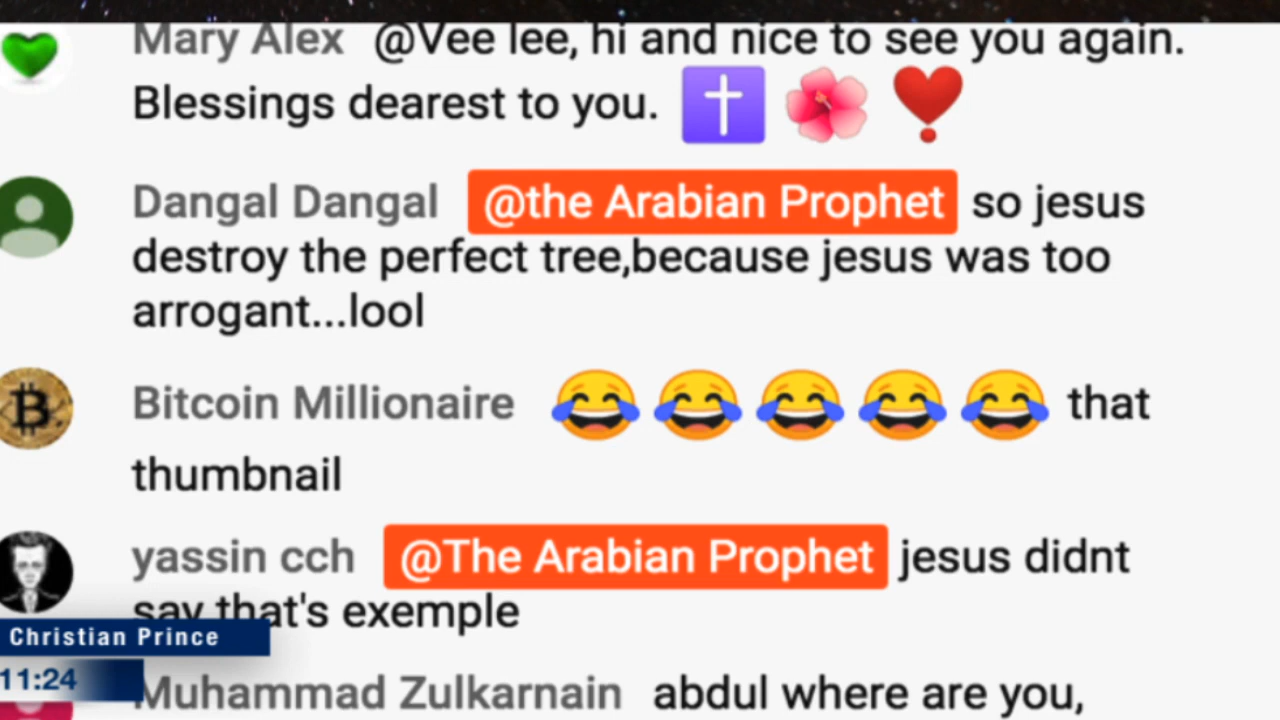 Mary Alex @Vee lee, hi and nice to see you again.
Blessings dearest to you.
Dangal Dangal @the Arabian Prophet so jesus
destroy the perfect tree,because jesus was too
arrogant...lool
Bitcoin Millionaire 😂😂😂😂😂 that
thumbnail
yassin cch @The Arabian Prophet jesus didnt
say that's exemple
Christian Prince
11:24
Muhammad Zulkarnain abdul where are you,